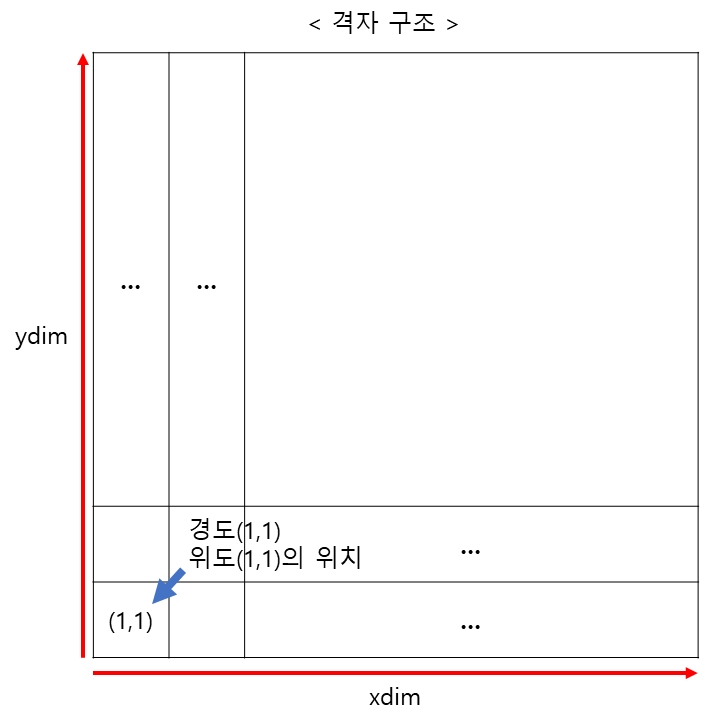 < 격자 구조 >
...
...
ydim
경도(1,1)
위도(1,1)의 위치
...
(1,1)
...
xdim